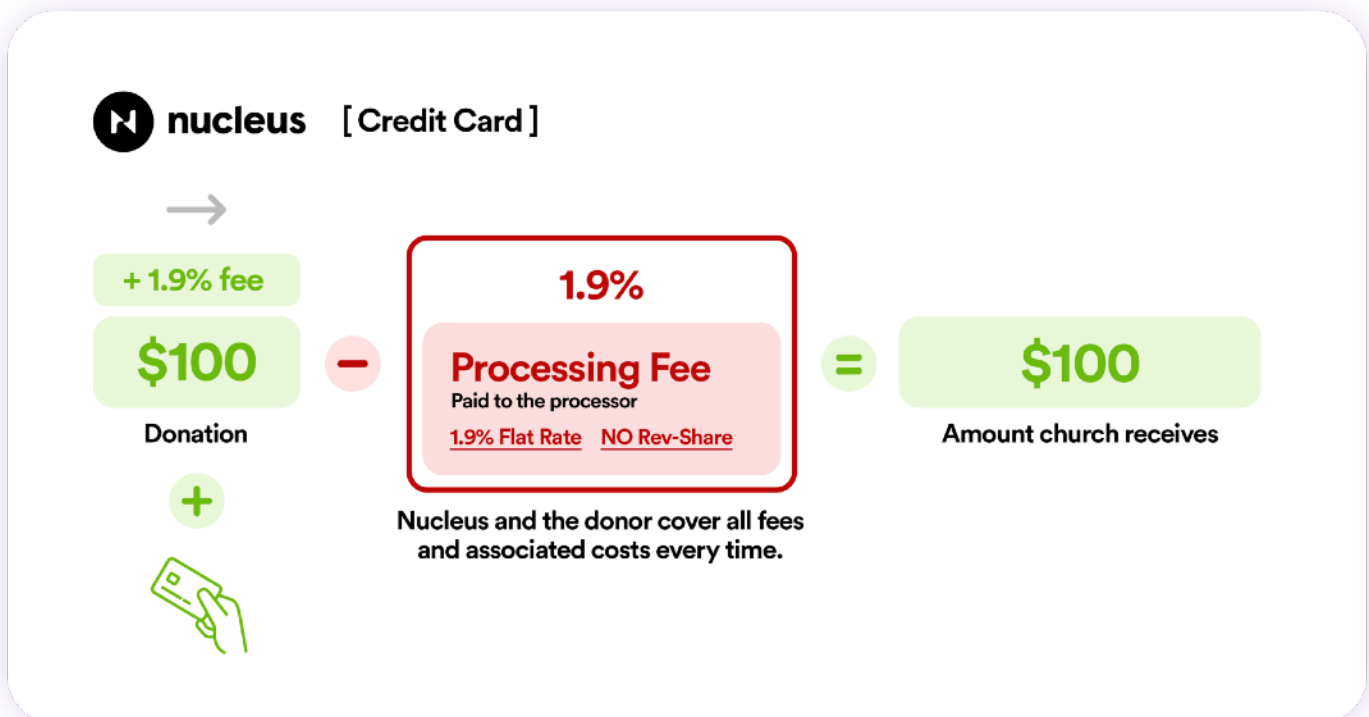 nucleus [ Credit Card ]
+ 1.9% fee
$100
Donation
+
−
1.9%
Processing Fee
Paid to the processor
1.9% Flat Rate NO Rev-Share
Nucleus and the donor cover all fees
and associated costs every time.
=
$100
Amount church receives